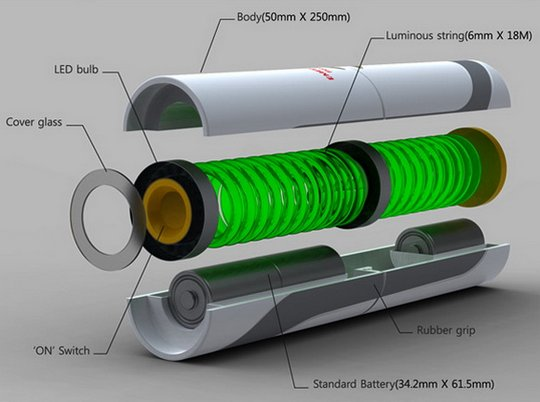 Body(50mm X 250mm)
Luminous string(6mm X 18M)
LED bulb
Cover glass
'ON' Switch
Rubber grip
Standard Battery(34.2mm X 61.5mm)